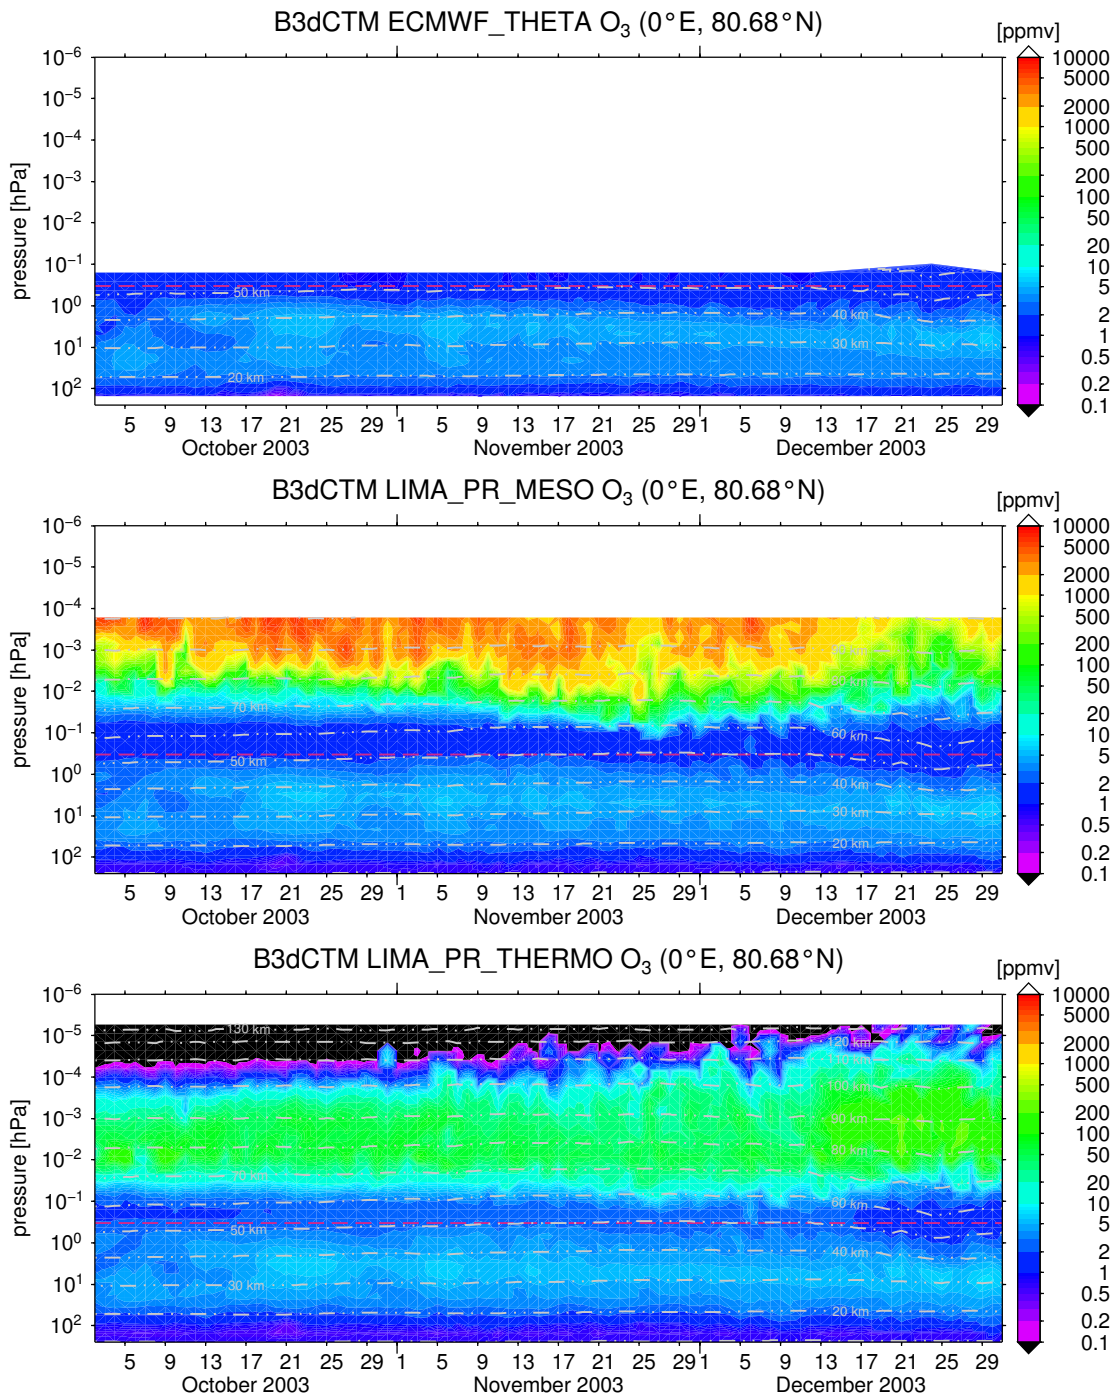 B3dCTM ECMWF_THETA O₃ (0°E, 80.68°N)
[ppmv]
pressure [hPa]
10⁻⁶
10⁻⁵
10⁻⁴
10⁻³
10⁻²
10⁻¹
10⁰
10¹
10²
50 km
40 km
30 km
20 km
10000
5000
2000
1000
500
200
100
50
20
10
5
2
1
0.5
0.2
0.1
5 9 13 17 21 25 29 1 5 9 13 17 21 25 29 1 5 9 13 17 21 25 29
October 2003 November 2003 December 2003
B3dCTM LIMA_PR_MESO O₃ (0°E, 80.68°N)
[ppmv]
pressure [hPa]
10⁻⁶
10⁻⁵
10⁻⁴
10⁻³
10⁻²
10⁻¹
10⁰
10¹
10²
90 km
80 km
70 km
60 km
50 km
40 km
30 km
20 km
10000
5000
2000
1000
500
200
100
50
20
10
5
2
1
0.5
0.2
0.1
5 9 13 17 21 25 29 1 5 9 13 17 21 25 29 1 5 9 13 17 21 25 29
October 2003 November 2003 December 2003
B3dCTM LIMA_PR_THERMO O₃ (0°E, 80.68°N)
[ppmv]
pressure [hPa]
10⁻⁶
10⁻⁵
10⁻⁴
10⁻³
10⁻²
10⁻¹
10⁰
10¹
10²
130 km
120 km
110 km
100 km
90 km
80 km
70 km
60 km
50 km
40 km
30 km
20 km
10000
5000
2000
1000
500
200
100
50
20
10
5
2
1
0.5
0.2
0.1
5 9 13 17 21 25 29 1 5 9 13 17 21 25 29 1 5 9 13 17 21 25 29
October 2003 November 2003 December 2003